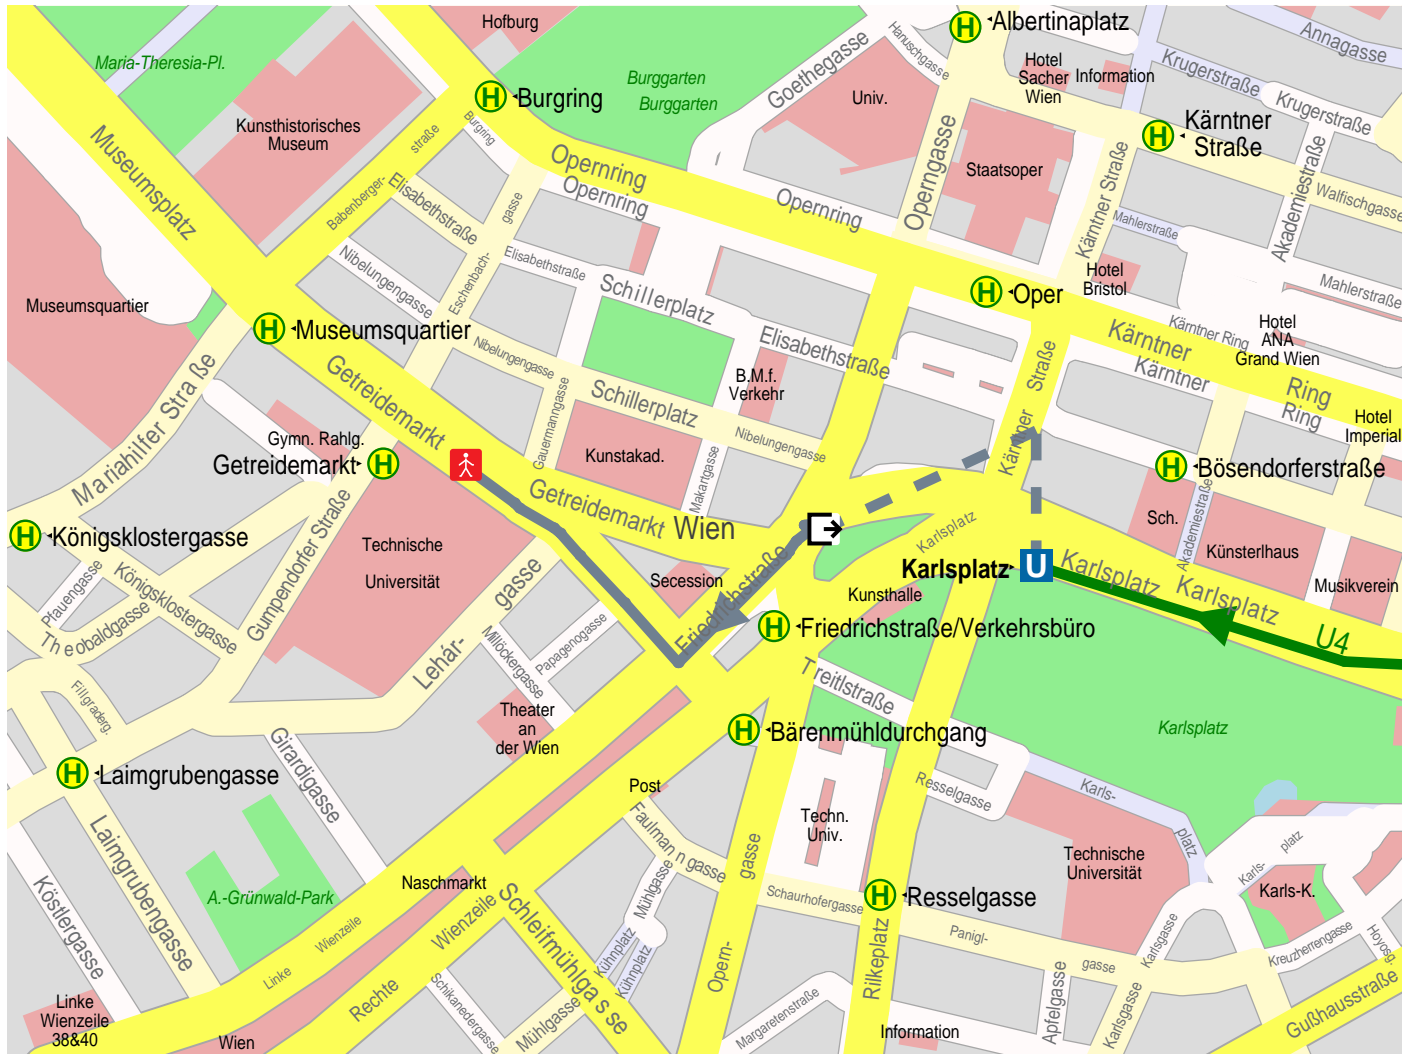 Hofburg
H Albertinaplatz
Annagasse
Maria-Theresia-Pl.
Burggarten
Burggarten
Goethegasse
Hanuschgasse
Hotel
Sacher
Wien
Information
Krugerstraße
Krugerstraße
H Burgring
Univ.
Kunsthistorisches
Museum
straße
Burgring
H Kärntner
Straße
Museumsplatz
Opernring
Opernring
Opernring
Operngasse
Staatsoper
Kärntner Straße
Akademiestraße
Walfischgasse
Babenberger-
Elisabethstraße
gasse
Eschenbach-
Mahlerstraße
Mahlerstraße
Nibelungengasse
Elisabethstraße
Schillerplatz
Hotel
Bristol
H Oper
Museumsquartier
H Museumsquartier
Kärntner Ring
Hotel
ANA
Grand Wien
Kärntner
Ring
Kärntner
Ring
Elisabethstraße
Nibelungengasse
Getreidemarkt
Mariahilfer Straße
Gauermanngasse
Schillerplatz
B.M.f.
Verkehr
Kärntner Straße
Hotel
Imperial
Gymn. Rahlg.
Getreidemarkt H
Kunstakad.
Nibelungengasse
Makartgasse
H Bösendorferstraße
Getreidemarkt
Wien
Sch.
Akademiestraße
Künsterlhaus
Musikverein
H Königsklostergasse
Gumpendorfer Straße
Technische
Universität
Karlsplatz
Karlsplatz U
Karlsplatz
Karlsplatz
U4
Pfauengasse
Königsklostergasse
Theobaldgasse
Lehár-
gasse
Secession
Friedrichstraße
Kunsthalle
H Friedrichstraße/Verkehrsbüro
Millöckergasse
Papagenogasse
Treitlstraße
Fillgraderg.
Theater
an
der Wien
H Bärenmühldurchgang
Karlsplatz
H Laimgrubengasse
Girardigasse
Post
Resselgasse
Karls-
platz
Laimgrubengasse
Faulmanngasse
gasse
Techn.
Univ.
Technische
Universität
Karls-
platz
A.-Grünwald-Park
Naschmarkt
Schaurhofergasse
H Resselgasse
Karls-K.
Köstlergasse
Linke
Wienzeile
Rechte
Wienzeile
Schleifmühlgasse
Mühlgasse
Kühnplatz
Kühnplatz
Opern-
Rilkeplatz
Panigl-
gasse
Karlsgasse
Kreuzherrengasse
Hoyosg.
Linke
Wienzeile
38&40
Wien
Schikanedergasse
Mühlgasse
Margaretenstraße
Information
Apfelgasse
Karlsgasse
Gußhausstraße